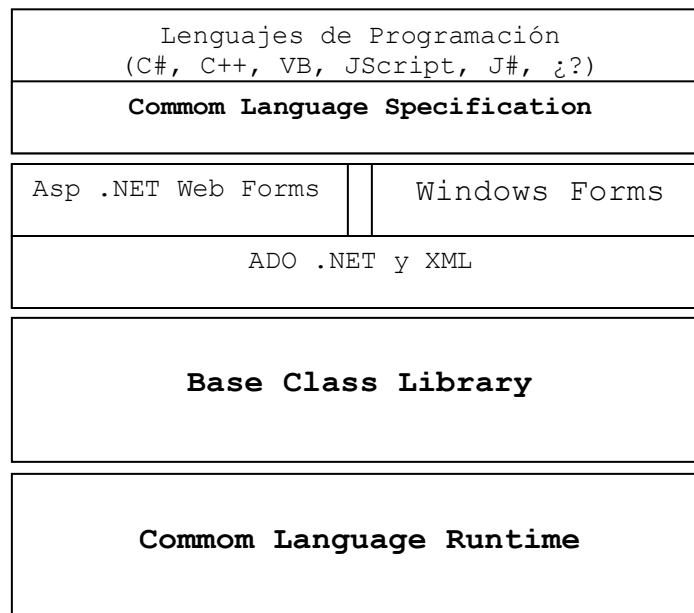 Lenguajes de Programación
(C#, C++, VB, JScript, J#, ¿?)
Commom Language Specification
Asp .NET Web Forms
Windows Forms
ADO .NET y XML
Base Class Library
Commom Language Runtime